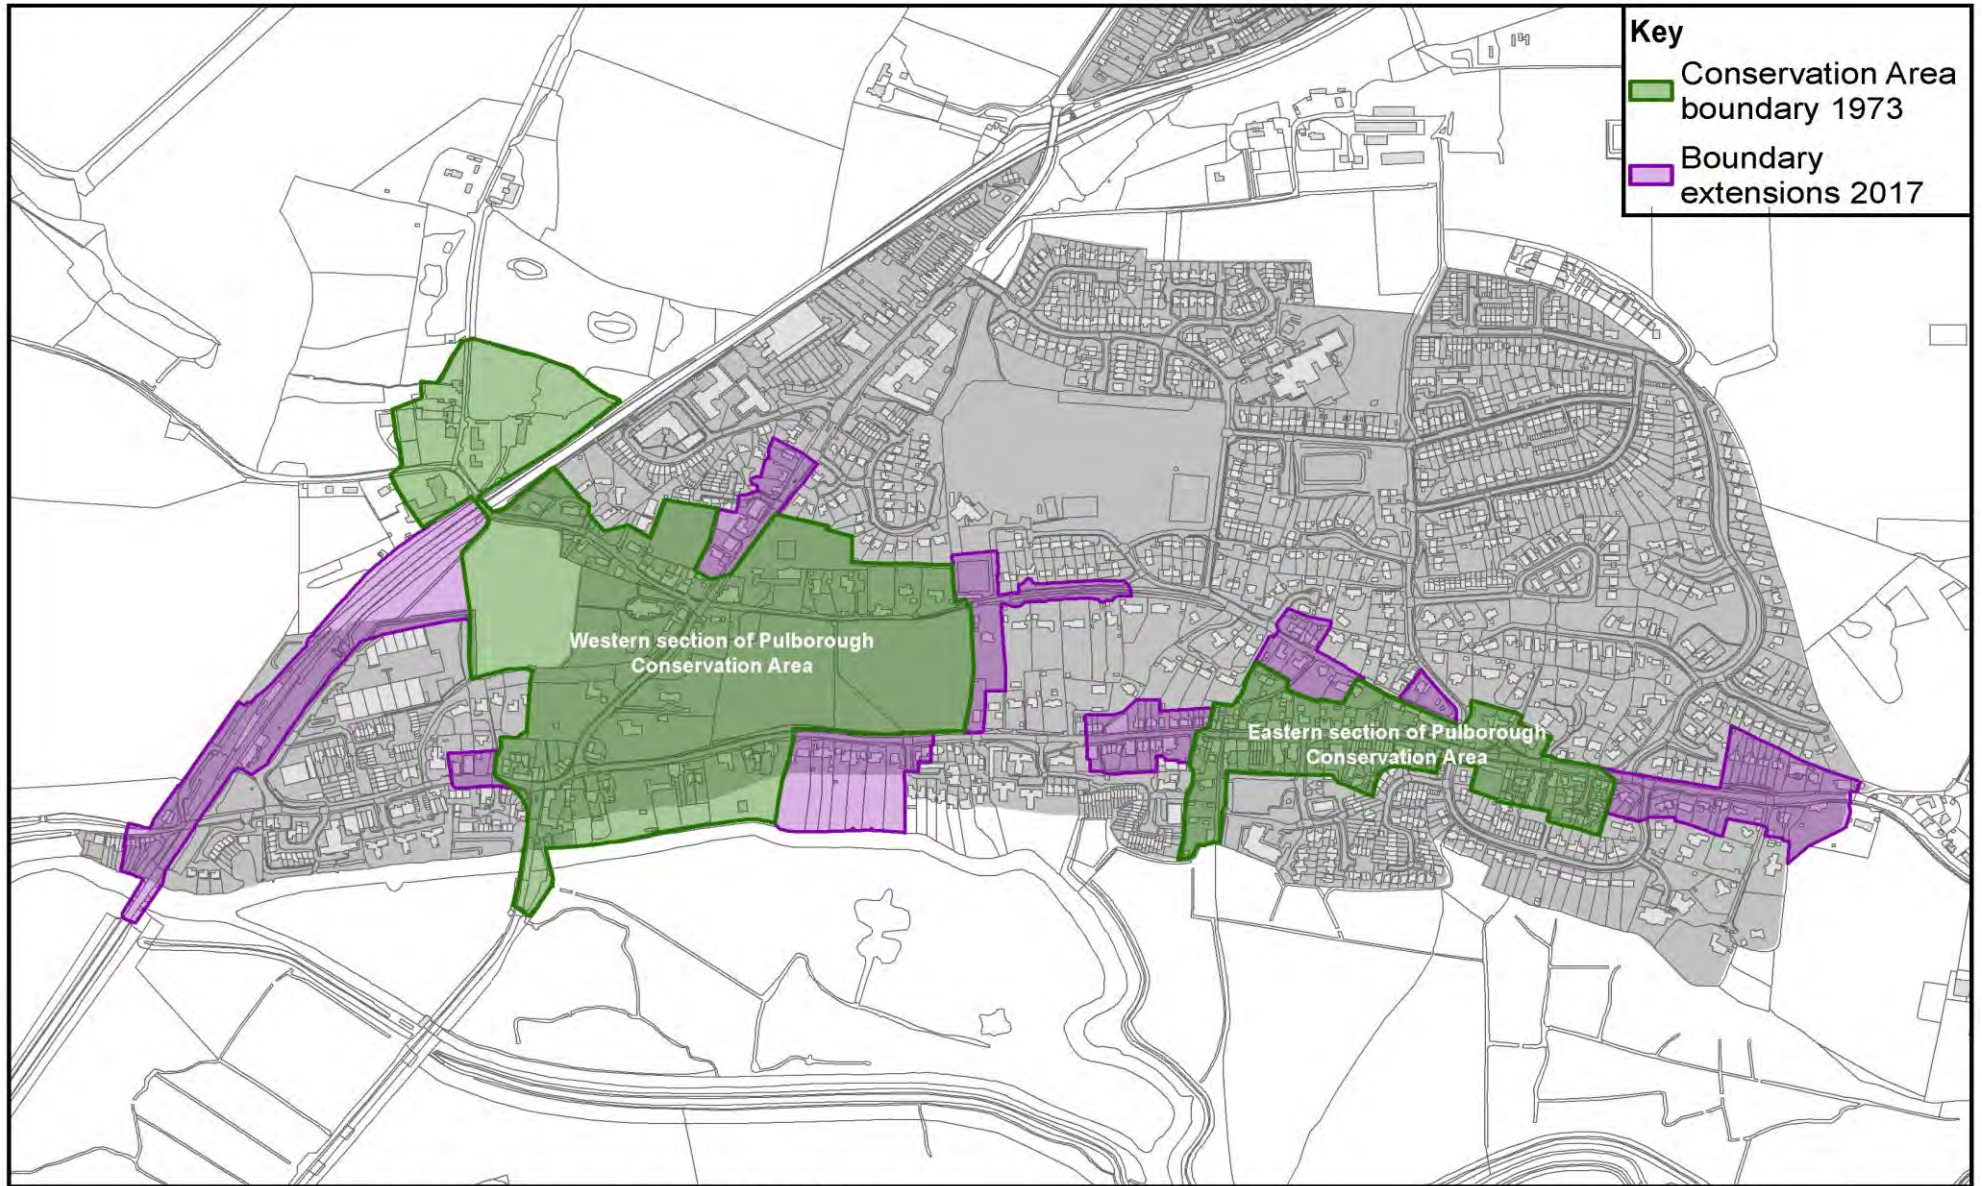 Key
Conservation Area
boundary 1973
Boundary
extensions 2017
Western section of Pulborough
Conservation Area
Eastern section of Pulborough
Conservation Area